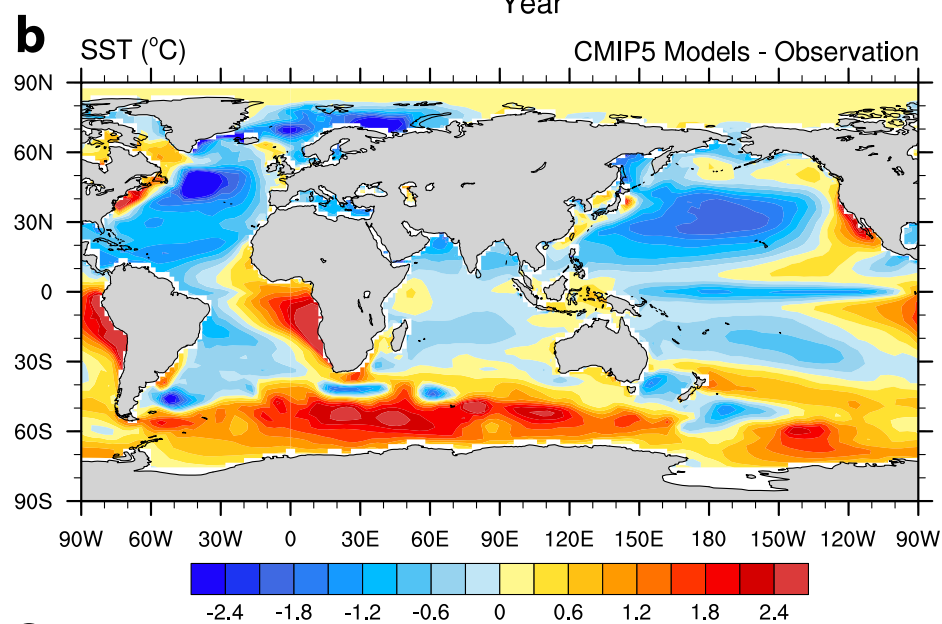 Year
b
SST (°C) CMIP5 Models - Observation
90N
60N
30N
0
30S
60S
90S
90W 60W 30W 0 30E 60E 90E 120E 150E 180 150W 120W 90W
-2.4 -1.8 -1.2 -0.6 0 0.6 1.2 1.8 2.4